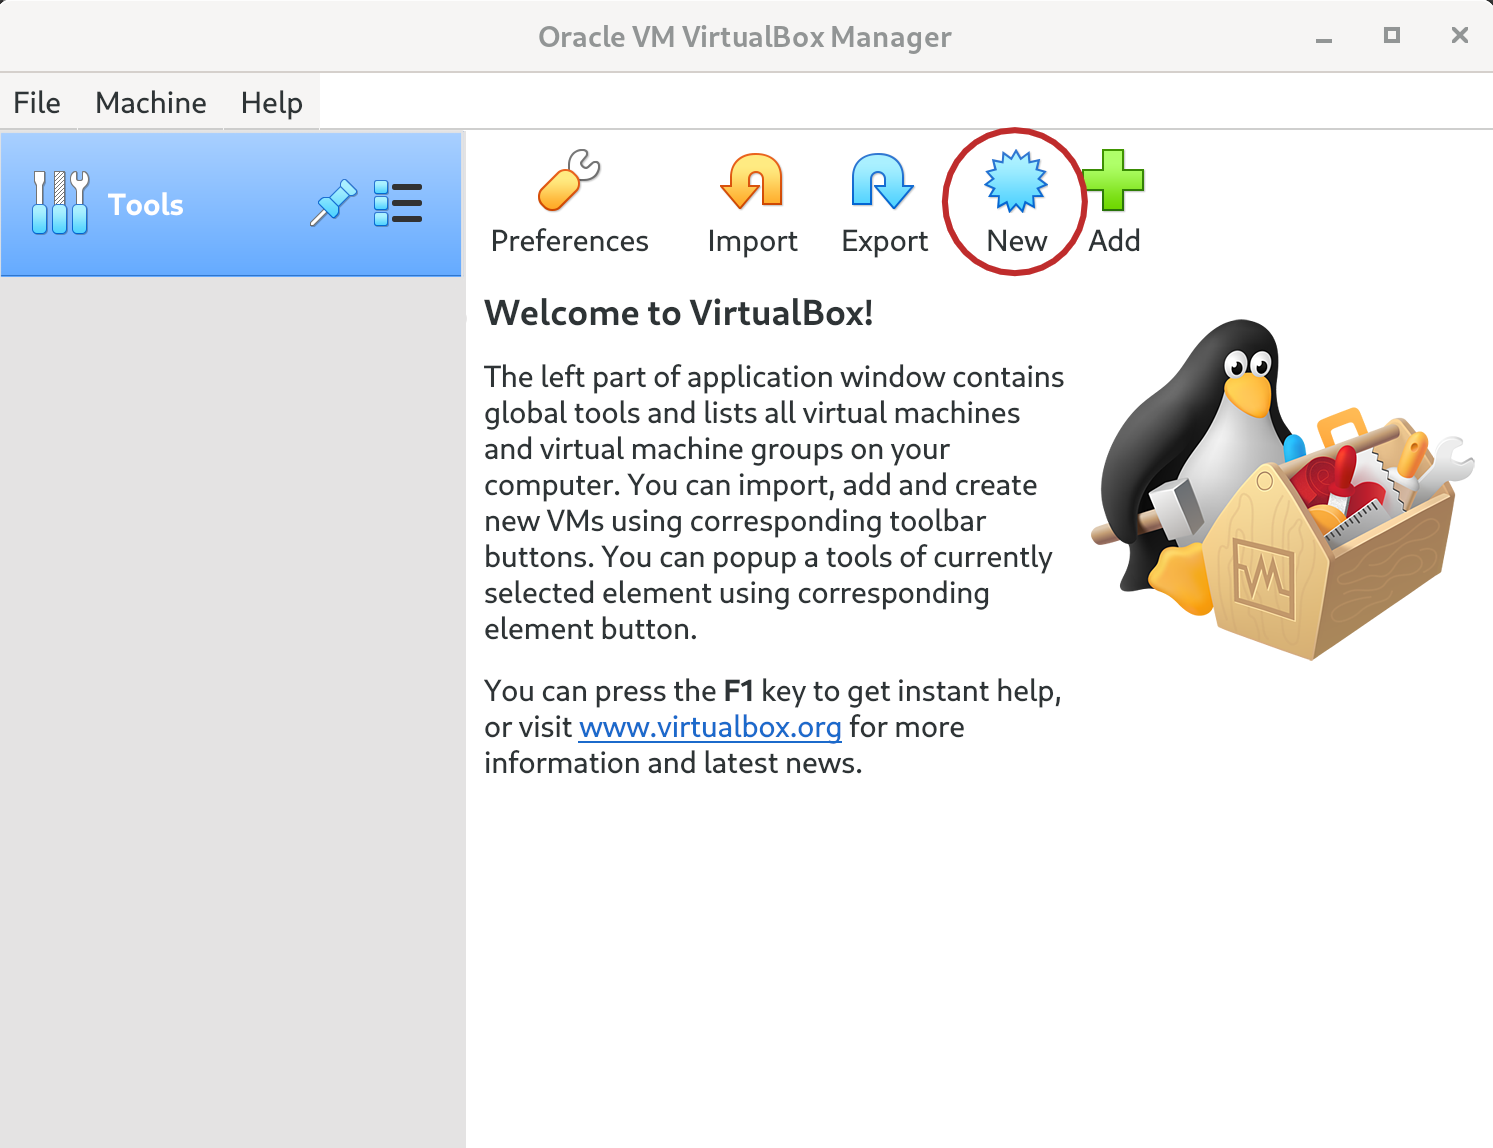 Oracle VM VirtualBox Manager
File Machine Help
Tools
Preferences Import Export New Add
Welcome to VirtualBox!
The left part of application window contains
global tools and lists all virtual machines
and virtual machine groups on your
computer. You can import, add and create
new VMs using corresponding toolbar
buttons. You can popup a tools of currently
selected element using corresponding
element button.
You can press the F1 key to get instant help,
or visit www.virtualbox.org for more
information and latest news.